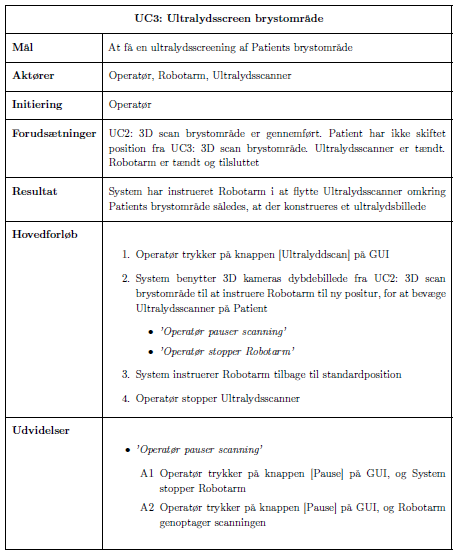 UC3: Ultralydsscreen brystområde
Mål
At få en ultralydsscreening af Patients brystområde
Aktører
Operatør, Robotarm, Ultralydsscanner
Initiering
Operatør
Forudsætninger
UC2: 3D scan brystområde er gennemført. Patient har ikke skiftet
position fra UC3: 3D scan brystområde. Ultralydsscanner er tændt.
Robotarm er tændt og tilsluttet
Resultat
System har instrueret Robotarm i at flytte Ultralydsscanner omkring
Patients brystområde således, at der konstrueres et ultralydsbillede
Hovedforløb
1. Operatør trykker på knappen |Ultralyddscan| på GUI
2. System benytter 3D kameras dybdebillede fra UC2: 3D scan
brystområde til at instruere Robotarm til ny positur, for at bevæge
Ultralydsscanner på Patient
• 'Operatør pauser scanning'
• 'Operatør stopper Robotarm'
3. System instruerer Robotarm tilbage til standardposition
4. Operatør stopper Ultralydsscanner
Udvidelser
• 'Operatør pauser scanning'
A1 Operatør trykker på knappen |Pause| på GUI, og System
stopper Robotarm
A2 Operatør trykker på knappen |Pause| på GUI, og Robotarm
genoptager scanningen